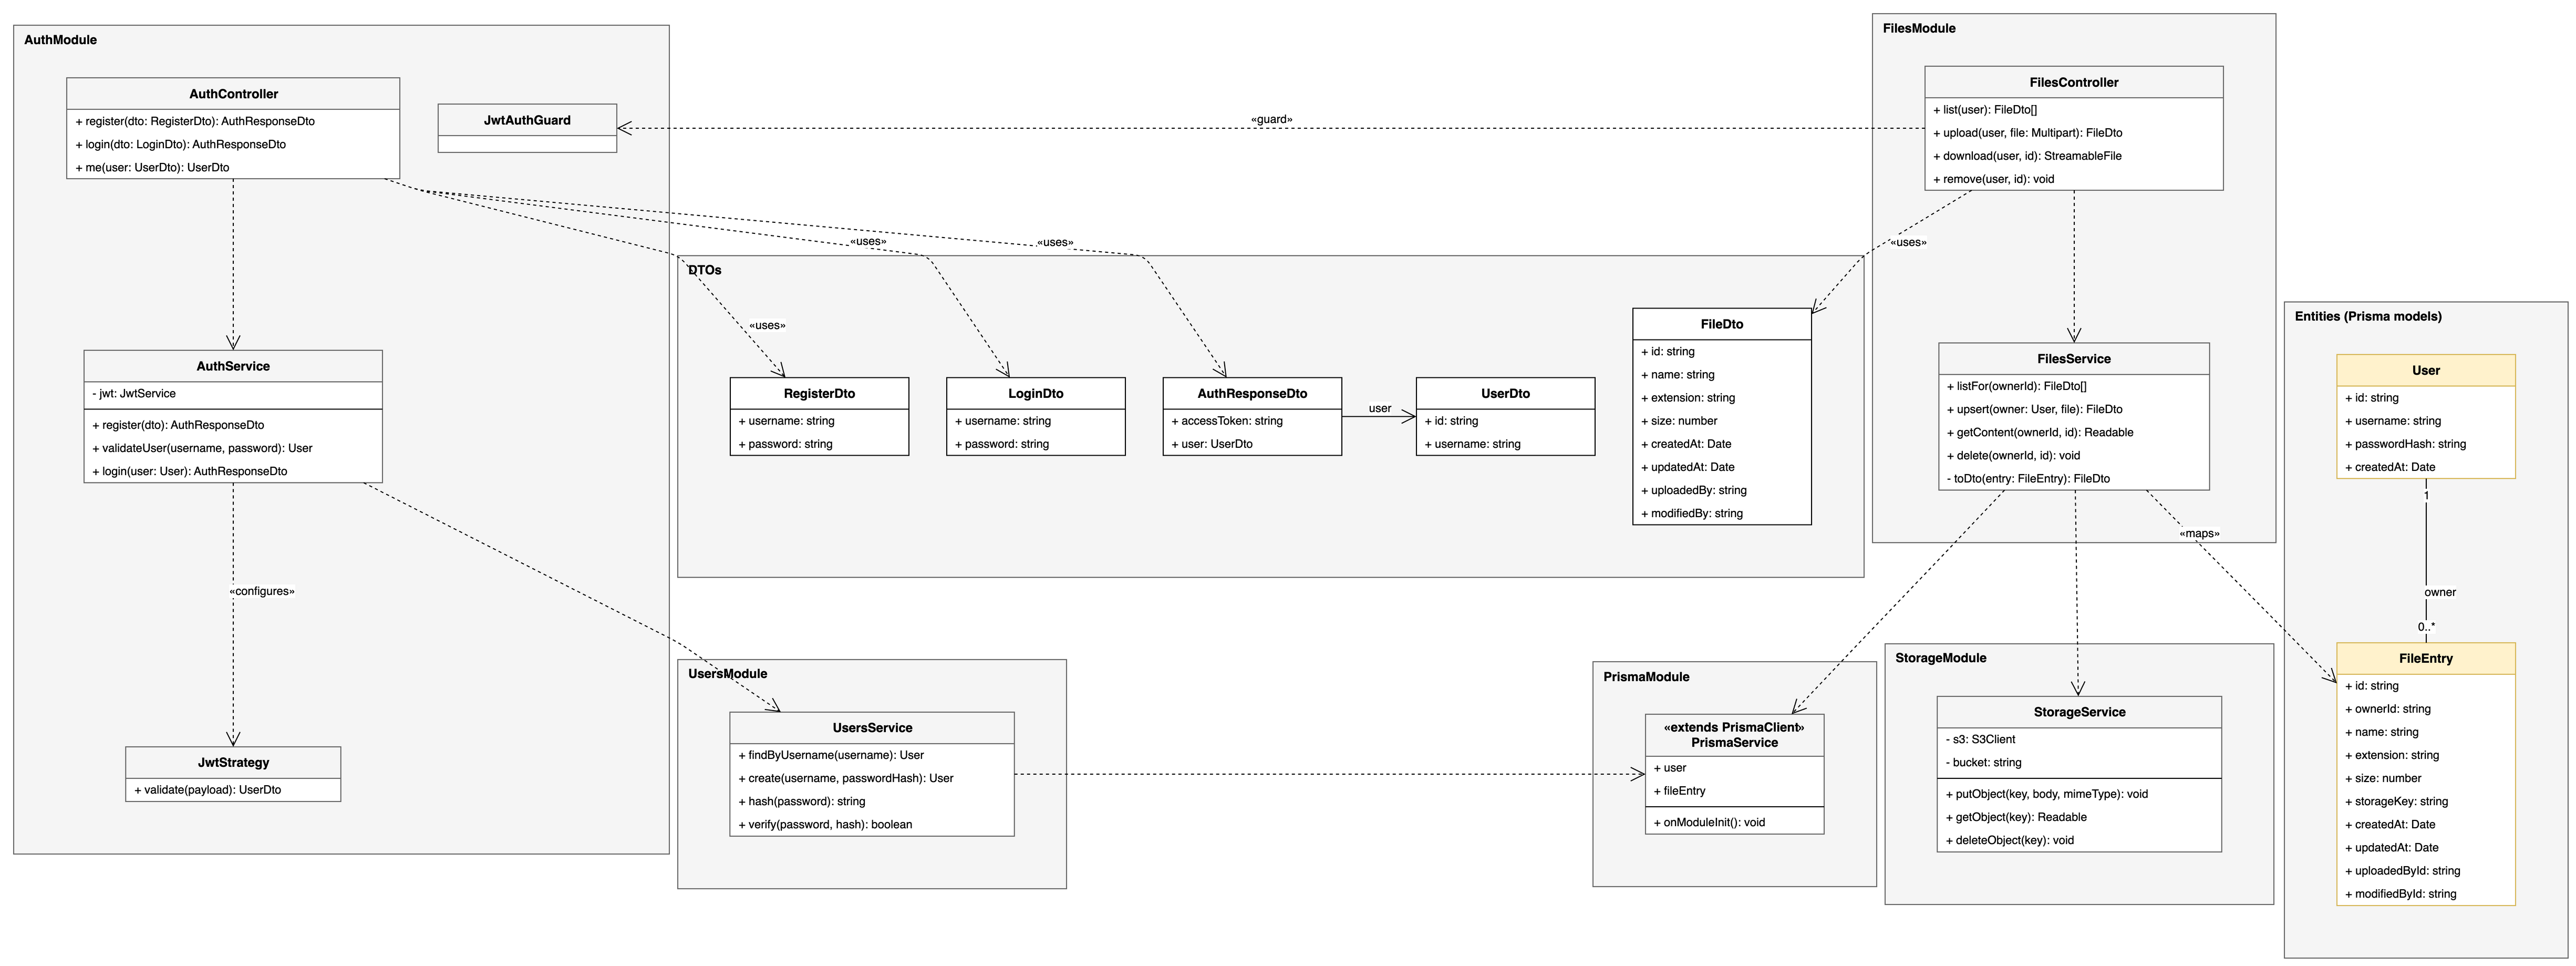 AuthModule
AuthController
+ register(dto: RegisterDto): AuthResponseDto
+ login(dto: LoginDto): AuthResponseDto
+ me(user: UserDto): UserDto
JwtAuthGuard
«guard»
FilesModule
FilesController
+ list(user): FileDto[]
+ upload(user, file: Multipart): FileDto
+ download(user, id): StreamableFile
+ remove(user, id): void
«uses»
«uses»
«uses»
«uses»
AuthService
- jwt: JwtService
+ register(dto): AuthResponseDto
+ validateUser(username, password): User
+ login(user: User): AuthResponseDto
«configures»
JwtStrategy
+ validate(payload): UserDto
DTOs
RegisterDto
+ username: string
+ password: string
LoginDto
+ username: string
+ password: string
AuthResponseDto
+ accessToken: string
+ user: UserDto
user
UserDto
+ id: string
+ username: string
FileDto
+ id: string
+ name: string
+ extension: string
+ size: number
+ createdAt: Date
+ updatedAt: Date
+ uploadedBy: string
+ modifiedBy: string
FilesService
+ listFor(ownerId): FileDto[]
+ upsert(owner: User, file): FileDto
+ getContent(ownerId, id): Readable
+ delete(ownerId, id): void
- toDto(entry: FileEntry): FileDto
«maps»
Entities (Prisma models)
User
+ id: string
+ username: string
+ passwordHash: string
+ createdAt: Date
1
owner
0..*
FileEntry
+ id: string
+ ownerId: string
+ name: string
+ extension: string
+ size: number
+ storageKey: string
+ createdAt: Date
+ updatedAt: Date
+ uploadedById: string
+ modifiedById: string
UsersModule
UsersService
+ findByUsername(username): User
+ create(username, passwordHash): User
+ hash(password): string
+ verify(password, hash): boolean
PrismaModule
«extends PrismaClient»
PrismaService
+ user
+ fileEntry
+ onModuleInit(): void
StorageModule
StorageService
- s3: S3Client
- bucket: string
+ putObject(key, body, mimeType): void
+ getObject(key): Readable
+ deleteObject(key): void